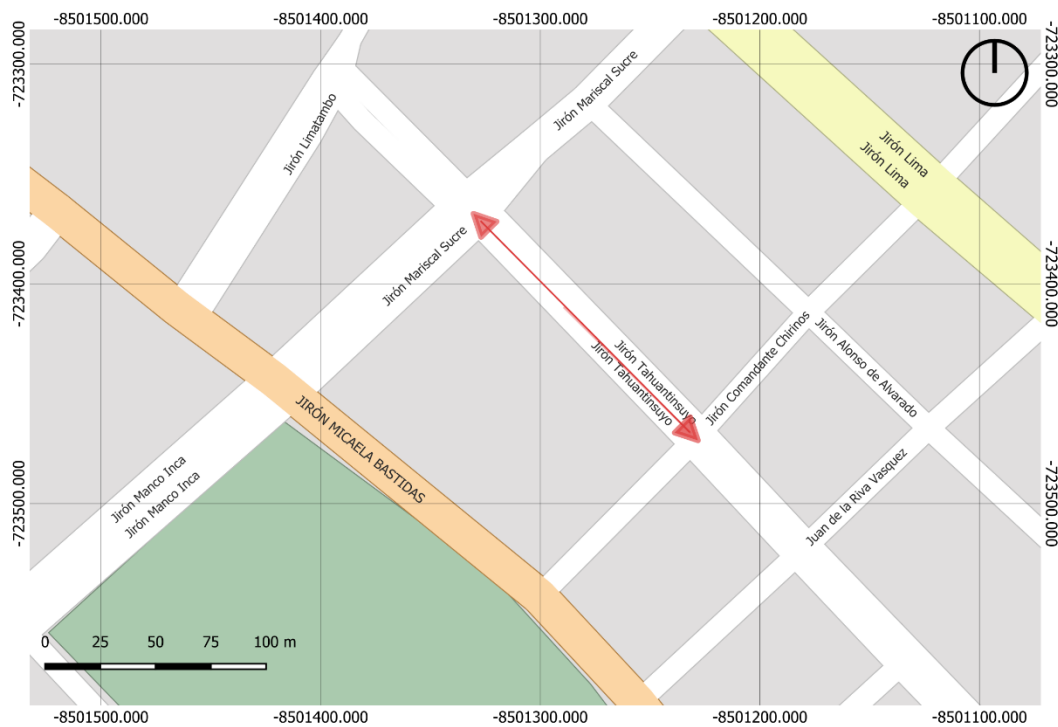 -8501500.000
-8501400.000
-8501300.000
-8501200.000
-8501100.000
-723300.000
-723300.000
Jirón Mariscal Sucre
Jirón Limatambo
Jirón Lima
Jirón Lima
Jirón Mariscal Sucre
-723400.000
-723400.000
Jirón Comandante Chirinos
Jirón Alonso de Alvarado
Jirón Tahuantinsuyo
Jirón Tahuantinsuyo
JIRÓN MICAELA BASTIDAS
Jirón Manco Inca
Jirón Manco Inca
Juan de la Riva Vasquez
-723500.000
-723500.000
0 25 50 75 100 m
-8501500.000
-8501400.000
-8501300.000
-8501200.000
-8501100.000